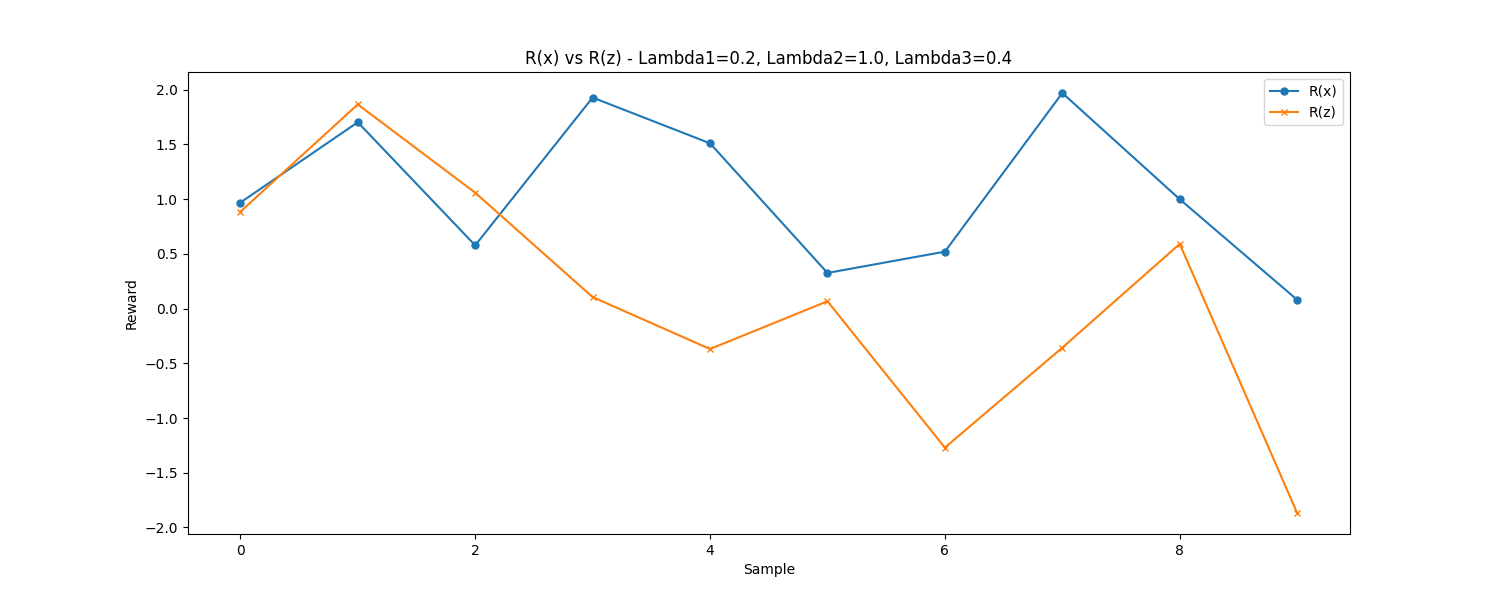 R(x) vs R(z) - Lambda1=0.2, Lambda2=1.0, Lambda3=0.4
R(x)
R(z)
Reward
2.0
1.5
1.0
0.5
0.0
−0.5
−1.0
−1.5
−2.0
0 2 4 6 8
Sample